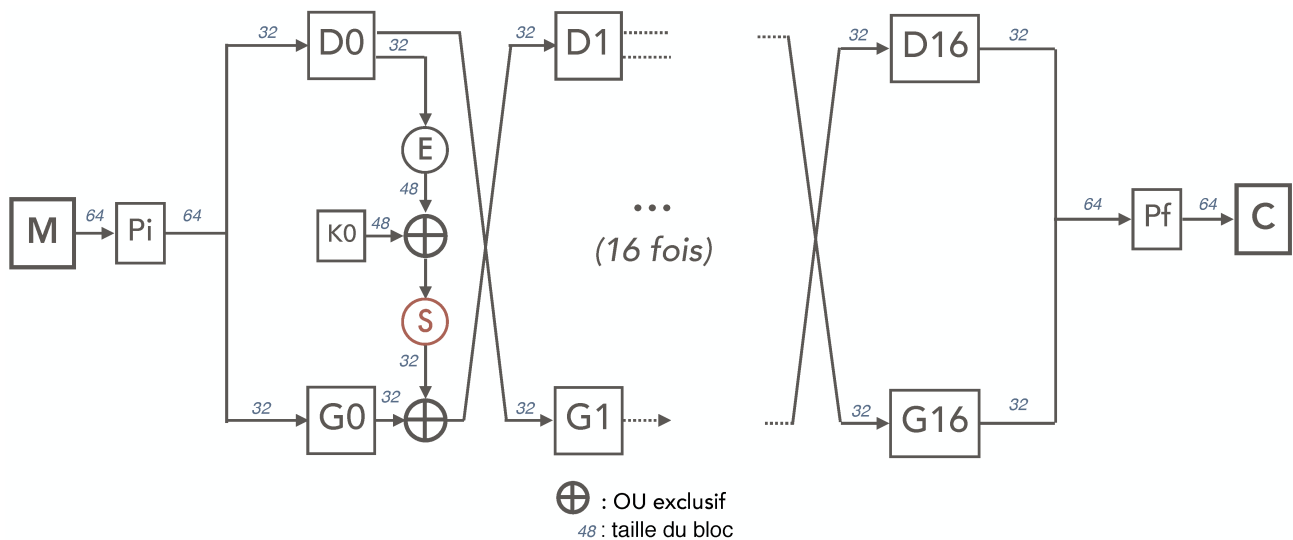 32 D0 32 32 D1 32 D16 32
E
48
M 64 Pi 64 K0 48 ... (16 fois) 64 Pf 64 C
S
32
32 G0 32 32 G1 32 G16 32
: OU exclusif
48 : taille du bloc